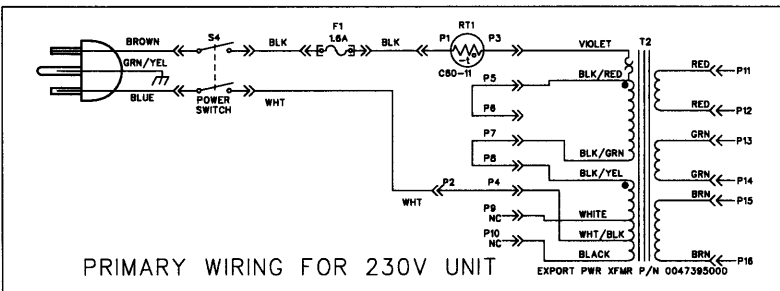 BROWN
S4
BLK
F1
1.6A
BLK
P1
RT1
P3
-t
C60-11
VIOLET
T2
GRN/YEL
BLUE
POWER
SWITCH
WHT
P5
BLK/RED
P6
P7
BLK/GRN
P8
BLK/YEL
WHT
P2
P4
P9
NC
WHITE
P10
NC
WHT/BLK
BLACK
RED
P11
RED
P12
GRN
P13
GRN
P14
BRN
P15
BRN
P16
PRIMARY WIRING FOR 230V UNIT
EXPORT PWR XFMR P/N 0047395000